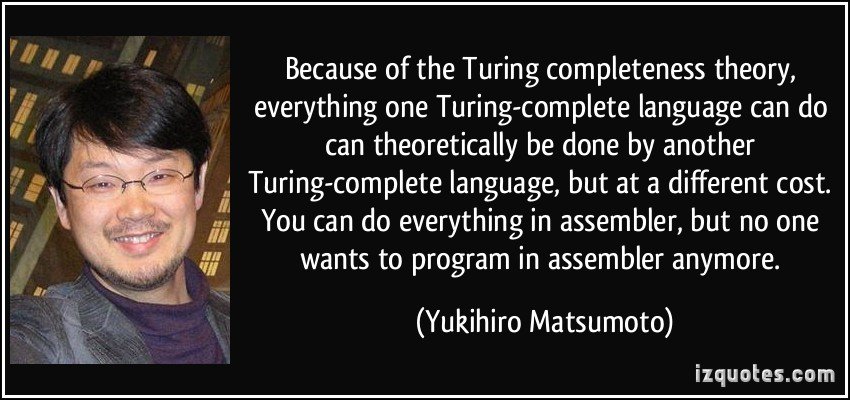 Because of the Turing completeness theory,
everything one Turing-complete language can do
can theoretically be done by another
Turing-complete language, but at a different cost.
You can do everything in assembler, but no one
wants to program in assembler anymore.
(Yukihiro Matsumoto)
izquotes.com